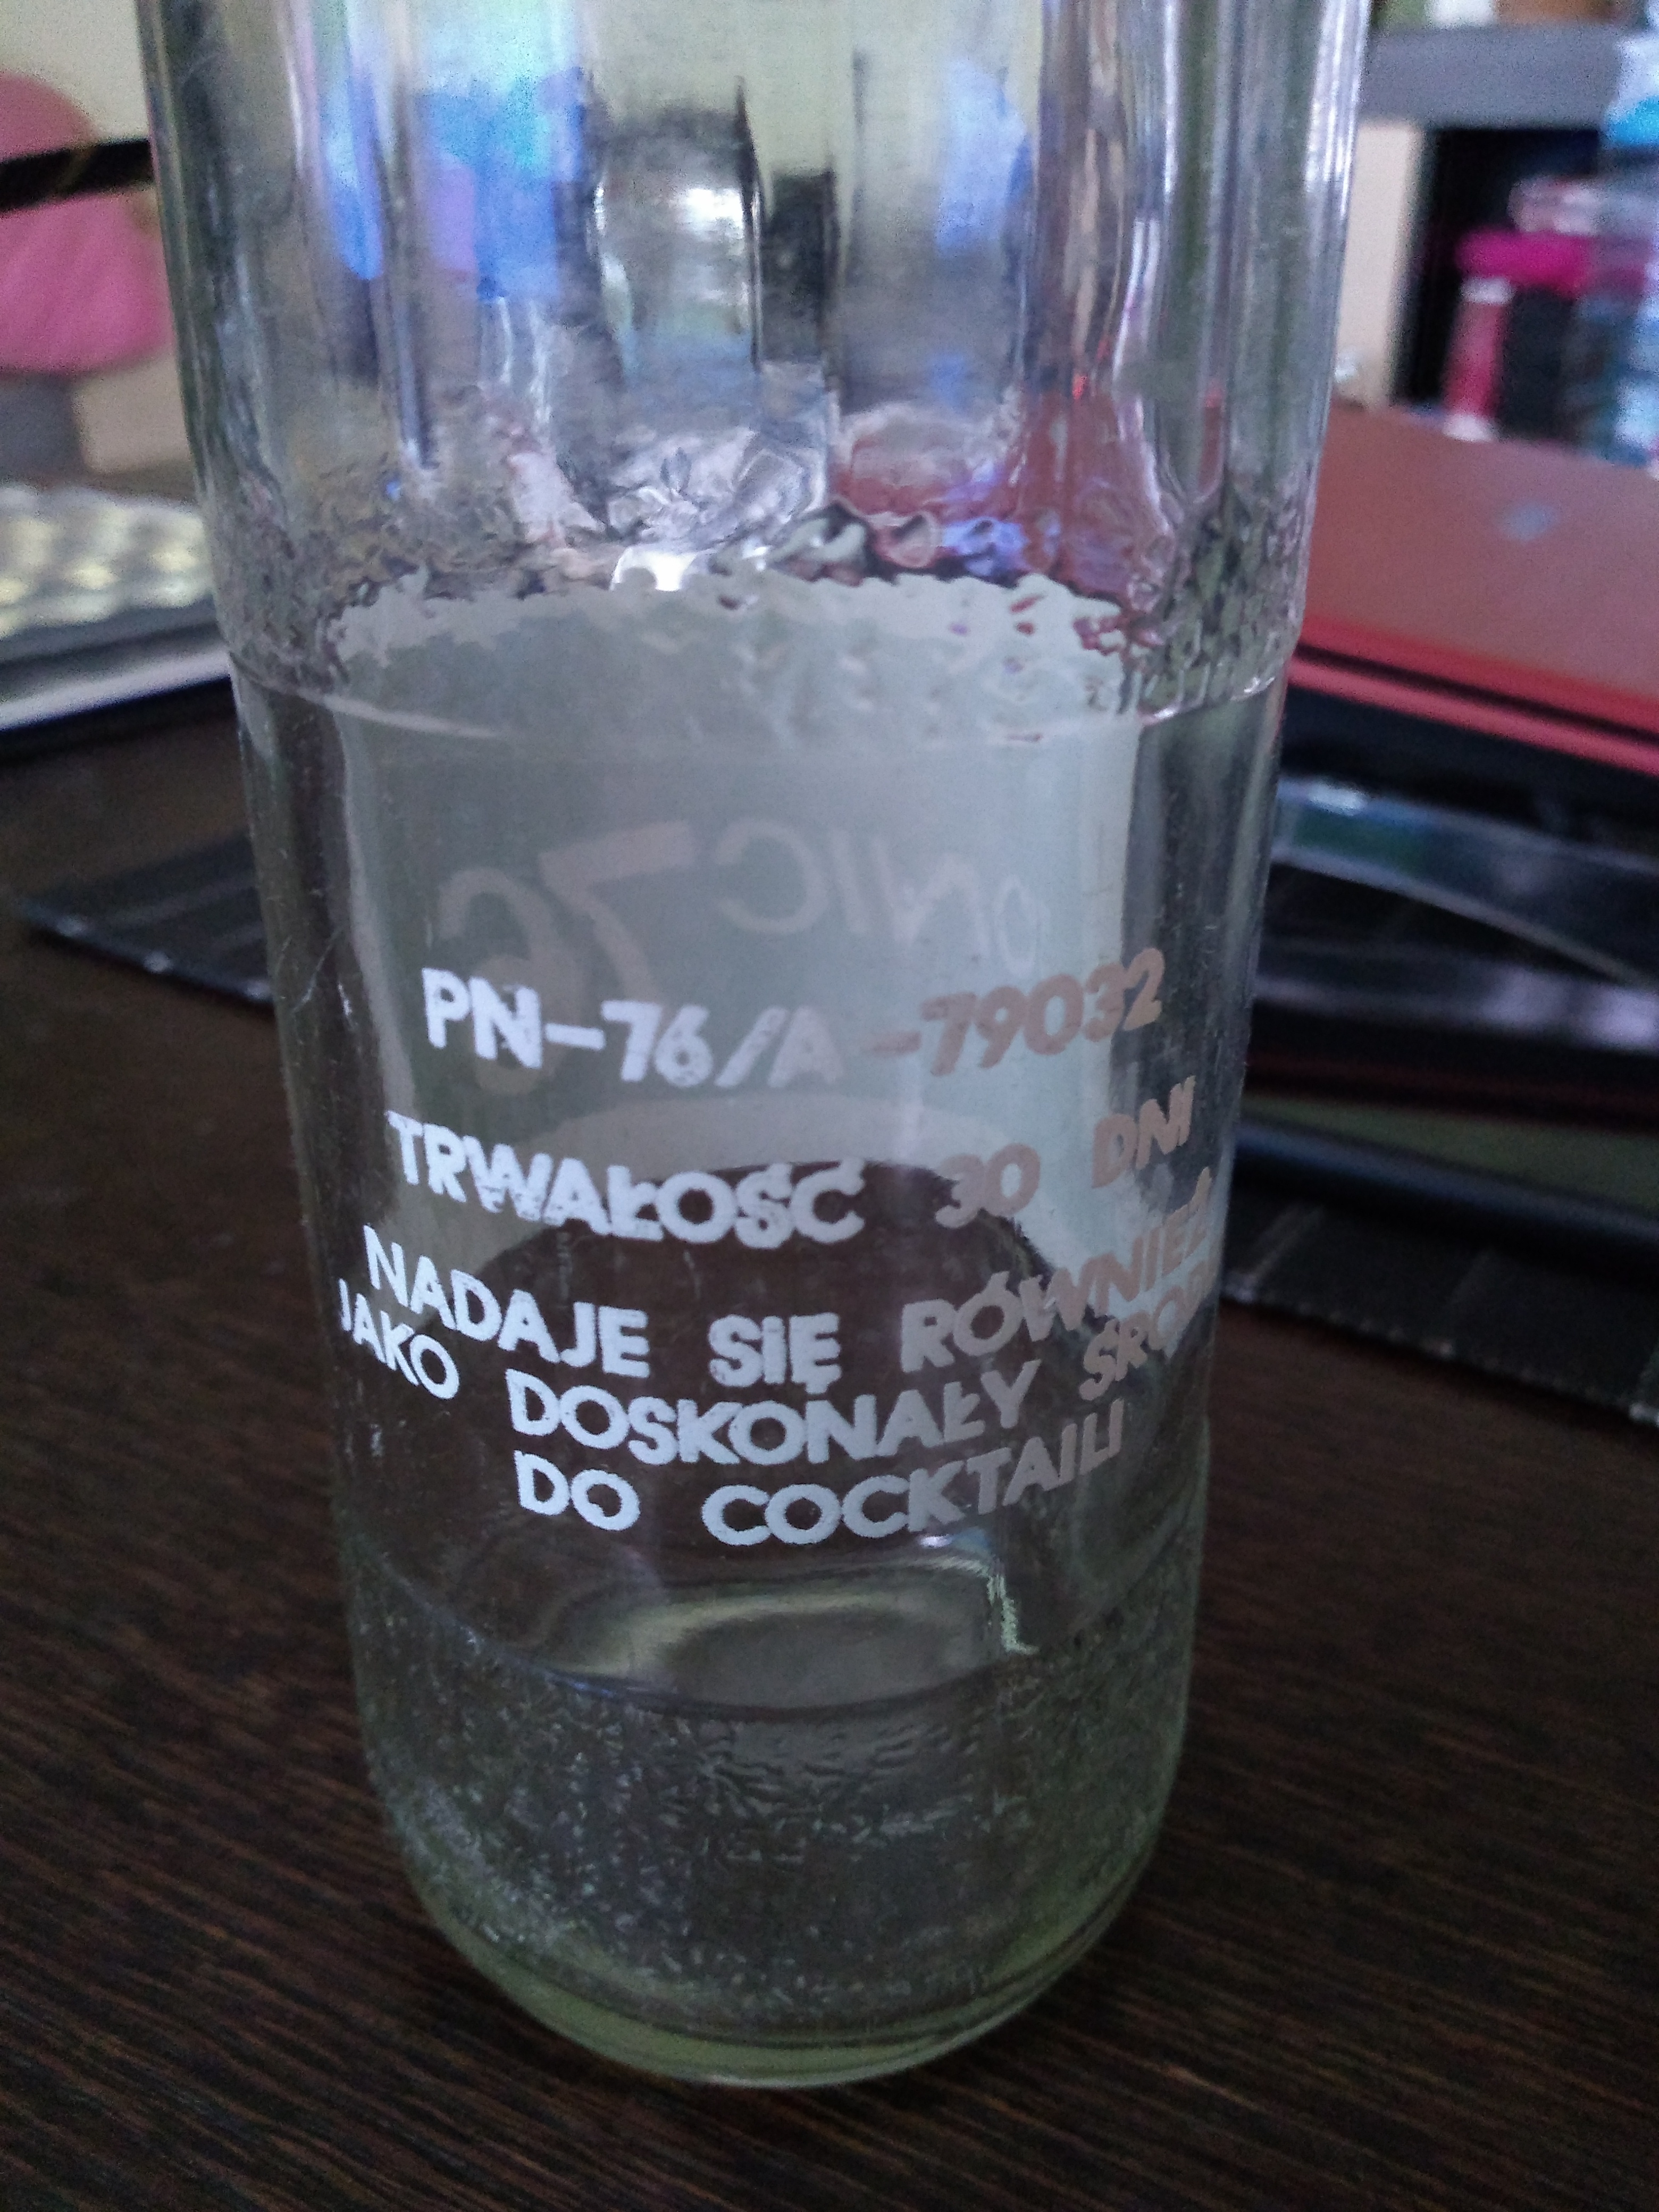 PN-76/A-79032
TRWAŁOŚĆ 30 DNI
NADAJE SIĘ RÓWNIEŻ
JAKO DOSKONAŁY
DO COCKTAILI